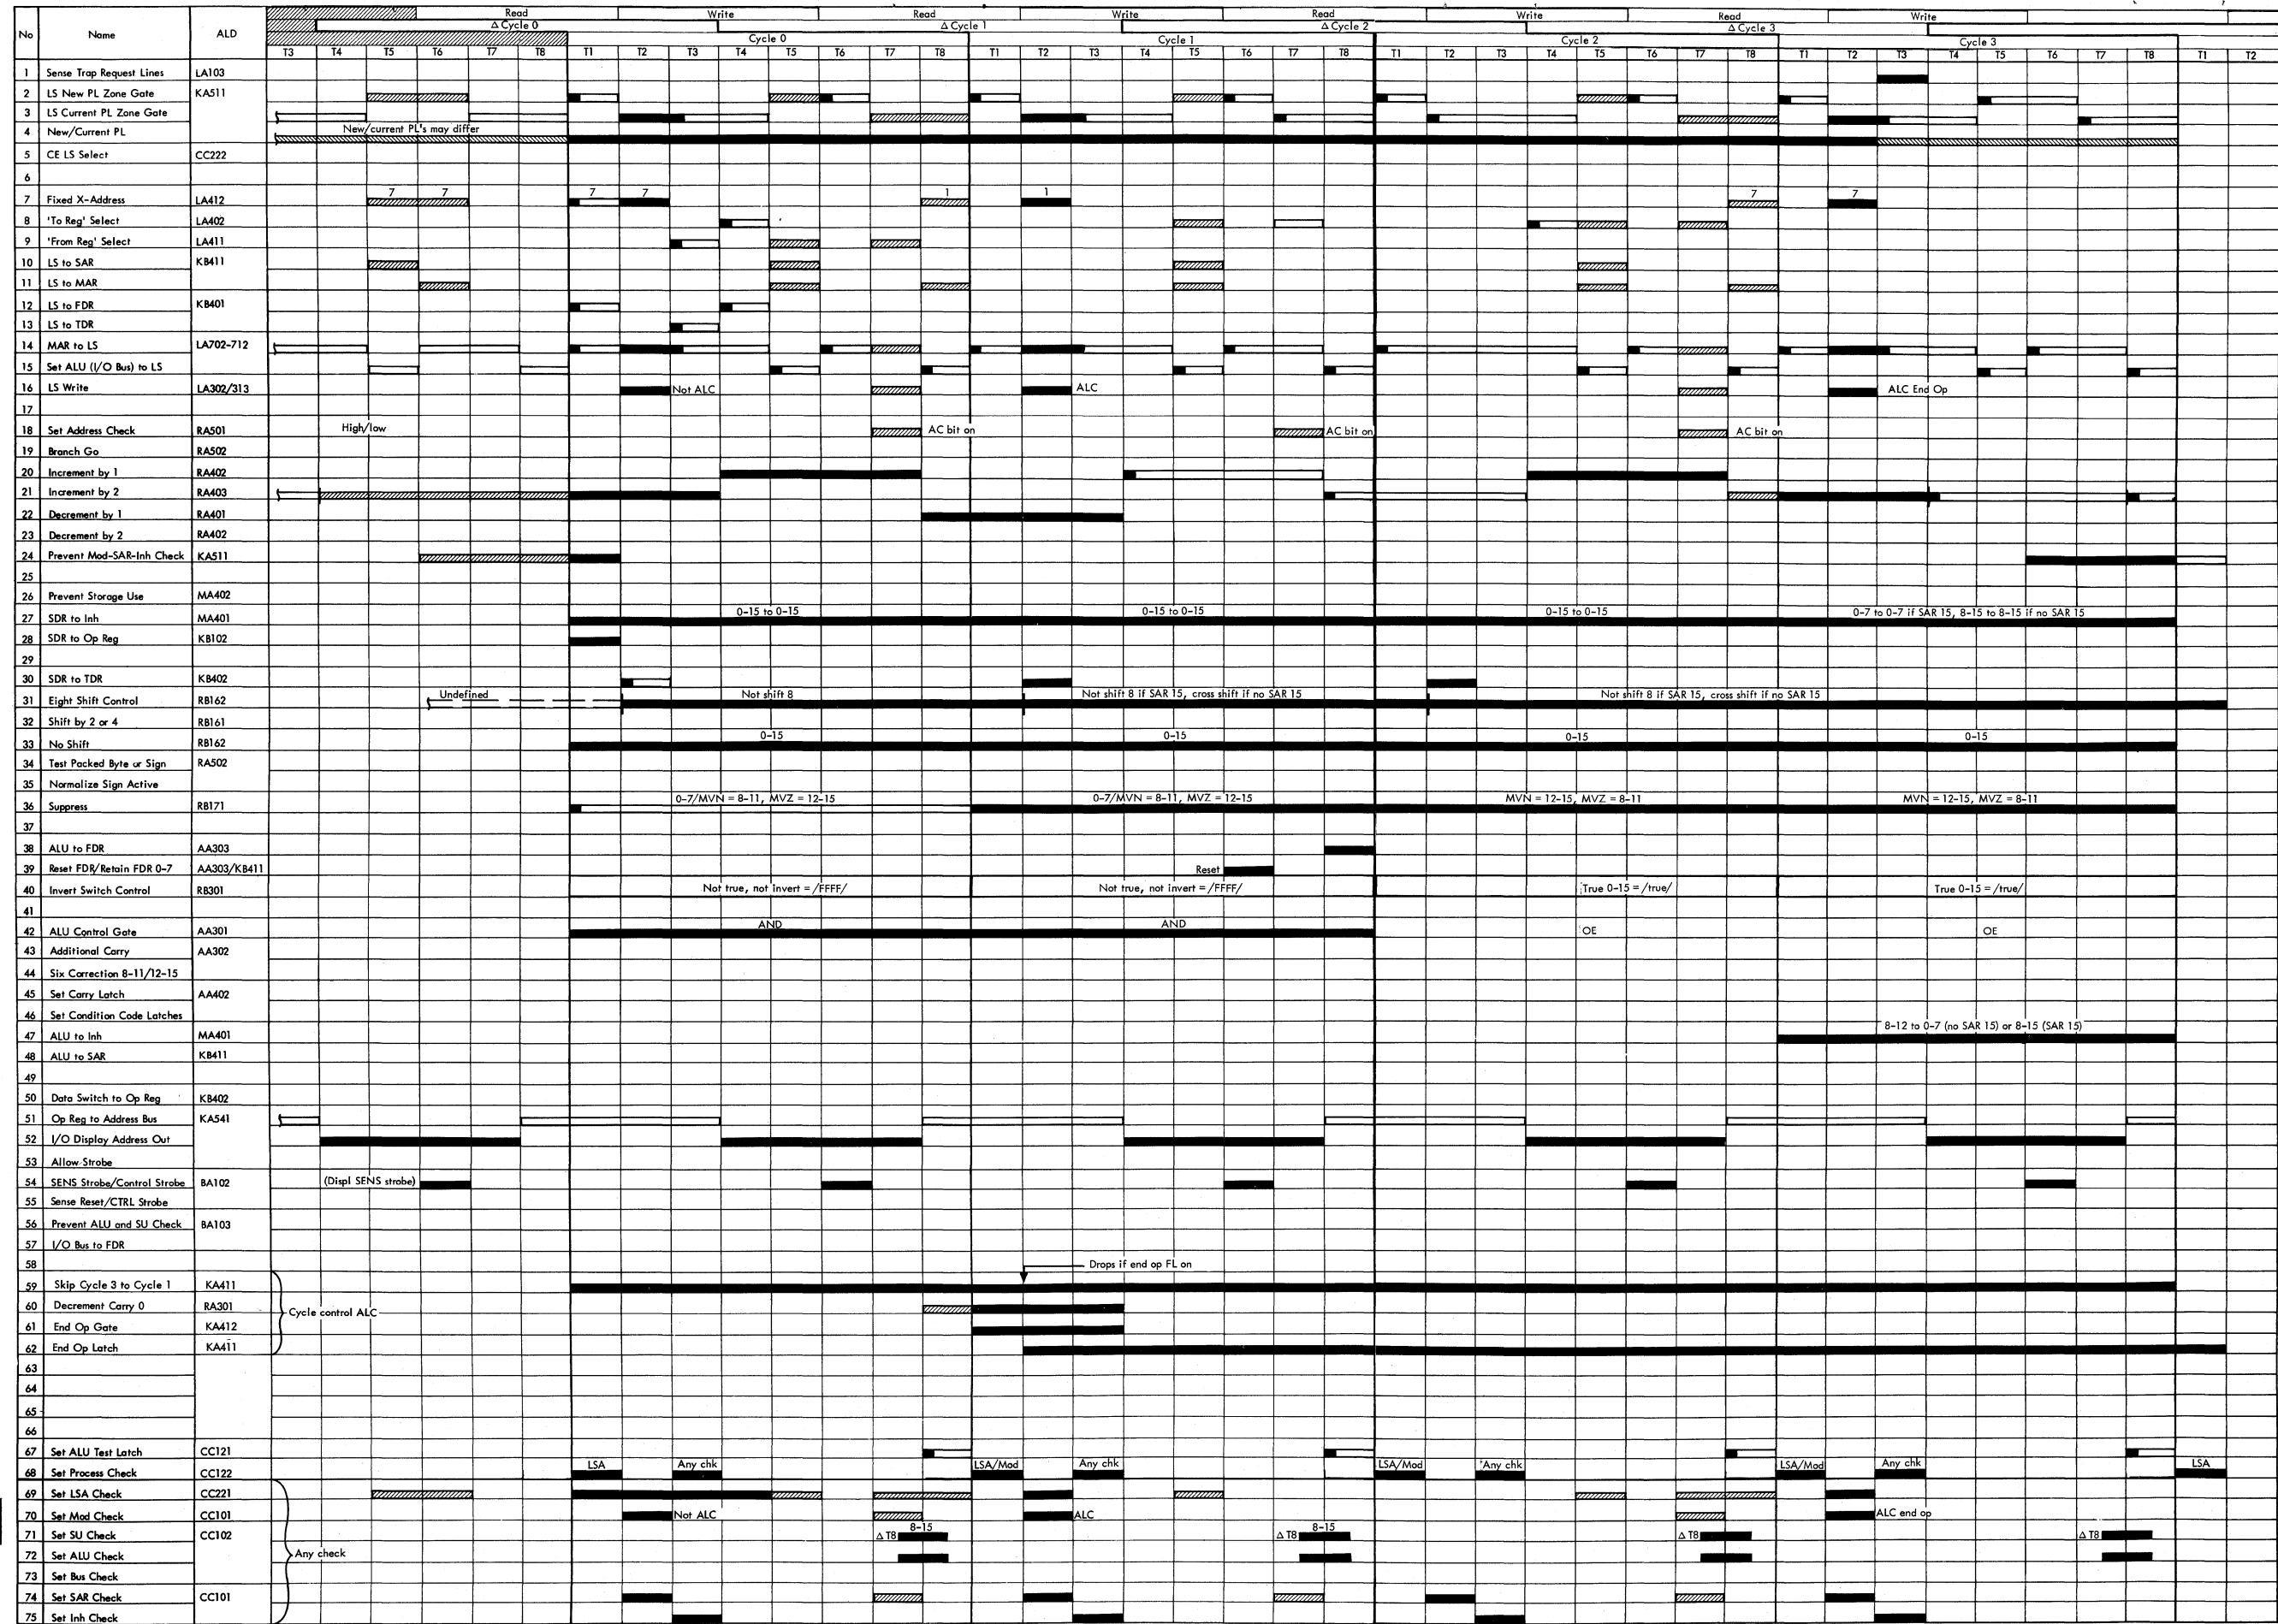 Read Write Read Write Read Write Read Write
Δ Cycle 0 Δ Cycle 1 Δ Cycle 2 Δ Cycle 3
No Name ALD
Cycle 0 Cycle 1 Cycle 2 Cycle 3
T3 T4 T5 T6 T7 T8 T1 T2 T3 T4 T5 T6 T7 T8 T1 T2 T3 T4 T5 T6 T7 T8 T1 T2 T3 T4 T5 T6 T7 T8 T1 T2 T3 T4 T5 T6 T7 T8 T1 T2
1 Sense Trap Request Lines LA103
2 LS New PL Zone Gate KA511
3 LS Current PL Zone Gate
4 New/Current PL New/current PL's may differ
5 CE LS Select CC222
6
7 Fixed X-Address LA412 7 7 7 7 1 1 7 7
8 'To Reg' Select LA402
9 'From Reg' Select LA411
10 LS to SAR KB411
11 LS to MAR
12 LS to FDR KB401
13 LS to TDR
14 MAR to LS LA702-712
15 Set ALU (I/O Bus) to LS
16 LS Write LA302/313 Not ALC ALC ALC End Op
17
18 Set Address Check RA501 High/low AC bit on AC bit on AC bit on
19 Branch Go RA502
20 Increment by 1 RA402
21 Increment by 2 RA403
22 Decrement by 1 RA401
23 Decrement by 2 RA402
24 Prevent Mod-SAR-Inh Check KA511
25
26 Prevent Storage Use MA402
27 SDR to Inh MA401 0-15 to 0-15 0-15 to 0-15 0-15 to 0-15 0-7 to 0-7 if SAR 15, 8-15 to 8-15 if no SAR 15
28 SDR to Op Reg KB102
29
30 SDR to TDR KB402
31 Eight Shift Control RB162 Undefined Not shift 8 Not shift 8 if SAR 15, cross shift if no SAR 15 Not shift 8 if SAR 15, cross shift if no SAR 15
32 Shift by 2 or 4 RB161
33 No Shift RB162 0-15 0-15 0-15 0-15
34 Test Packed Byte or Sign RA502
35 Normalize Sign Active
36 Suppress RB171 0-7/MVN = 8-11, MVZ = 12-15 0-7/MVN = 8-11, MVZ = 12-15 MVN = 12-15, MVZ = 8-11 MVN = 12-15, MVZ = 8-11
37
38 ALU to FDR AA303
39 Reset FDR/Retain FDR 0-7 AA303/KB411 Reset
40 Invert Switch Control RB301 Not true, not invert = /FFFF/ Not true, not invert = /FFFF/ True 0-15 = /true/ True 0-15 = /true/
41
42 ALU Control Gate AA301 AND AND OE OE
43 Additional Carry AA302
44 Six Correction 8-11/12-15
45 Set Carry Latch AA402
46 Set Condition Code Latches
47 ALU to Inh MA401 8-12 to 0-7 (no SAR 15) or 8-15 (SAR 15)
48 ALU to SAR KB411
49
50 Data Switch to Op Reg KB402
51 Op Reg to Address Bus KA541
52 I/O Display Address Out
53 Allow Strobe
54 SENS Strobe/Control Strobe BA102 (Displ SENS strobe)
55 Sense Reset/CTRL Strobe
56 Prevent ALU and SU Check BA103
57 I/O Bus to FDR
58 Drops if end op FL on
59 Skip Cycle 3 to Cycle 1 KA411
60 Decrement Carry 0 RA301 Cycle control ALC
61 End Op Gate KA412
62 End Op Latch KA411
63
64
65
66
67 Set ALU Test Latch CC121
68 Set Process Check CC122 LSA Any chk LSA/Mod Any chk LSA/Mod Any chk LSA/Mod Any chk LSA
69 Set LSA Check CC221
70 Set Mod Check CC101 Not ALC ALC ALC end op
71 Set SU Check CC102 Δ T8 8-15 Δ T8 8-15 Δ T8 Δ T8
72 Set ALU Check Any check
73 Set Bus Check
74 Set SAR Check CC101
75 Set Inh Check